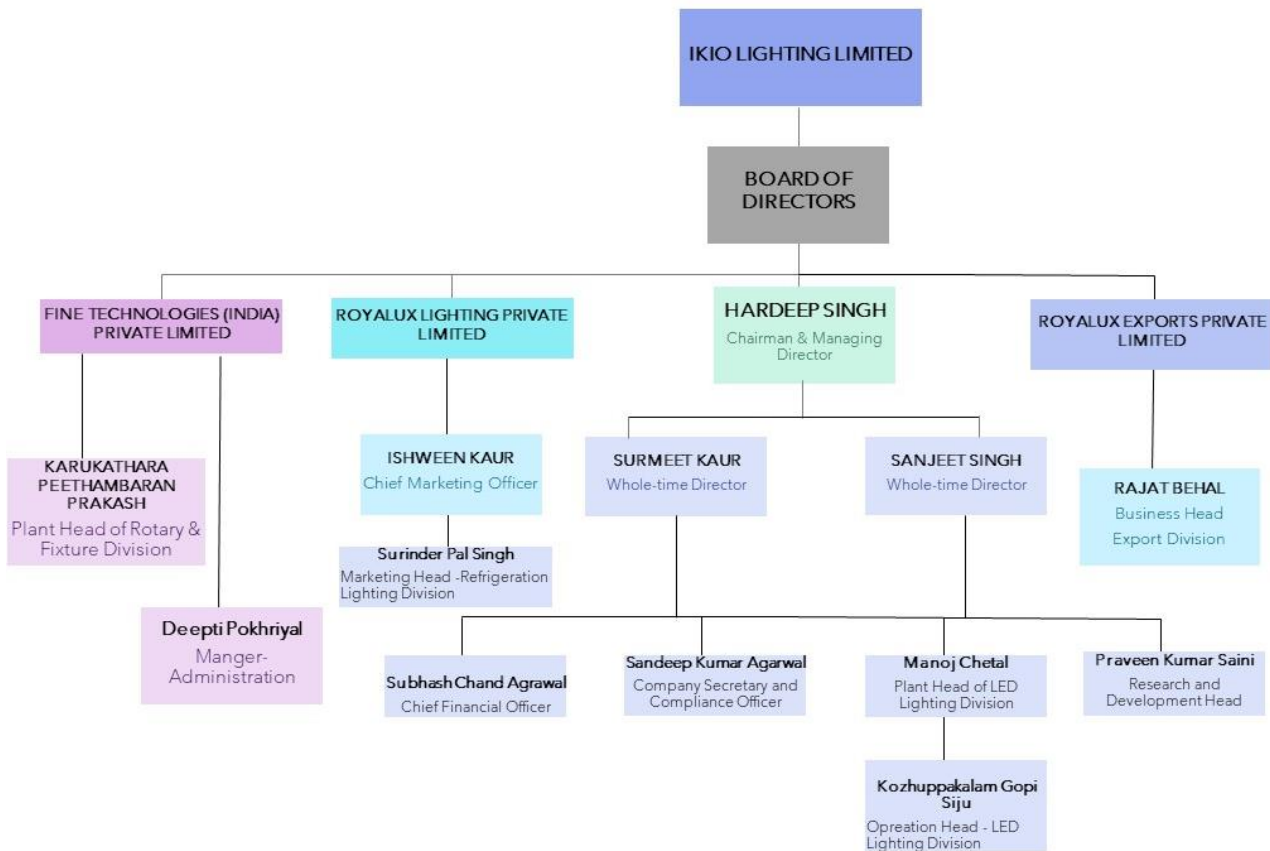 IKIO LIGHTING LIMITED
BOARD OF
DIRECTORS
FINE TECHNOLOGIES (INDIA)
PRIVATE LIMITED
ROYALUX LIGHTING PRIVATE
LIMITED
HARDEEP SINGH
Chairman & Managing
Director
ROYALUX EXPORTS PRIVATE
LIMITED
KARUKATHARA
PEETHAMBARAN
PRAKASH
Plant Head of Rotary &
Fixture Division
ISHWEEN KAUR
Chief Marketing Officer
SURMEET KAUR
Whole-time Director
SANJEET SINGH
Whole-time Director
RAJAT BEHAL
Business Head
Export Division
Surinder Pal Singh
Marketing Head -Refrigeration
Lighting Division
Deepti Pokhriyal
Manger-
Administration
Subhash Chand Agrawal
Chief Financial Officer
Sandeep Kumar Agarwal
Company Secretary and
Compliance Officer
Manoj Chetal
Plant Head of LED
Lighting Division
Praveen Kumar Saini
Research and
Development Head
Kozhuppakalam Gopi
Siju
Opreation Head - LED
Lighting Division